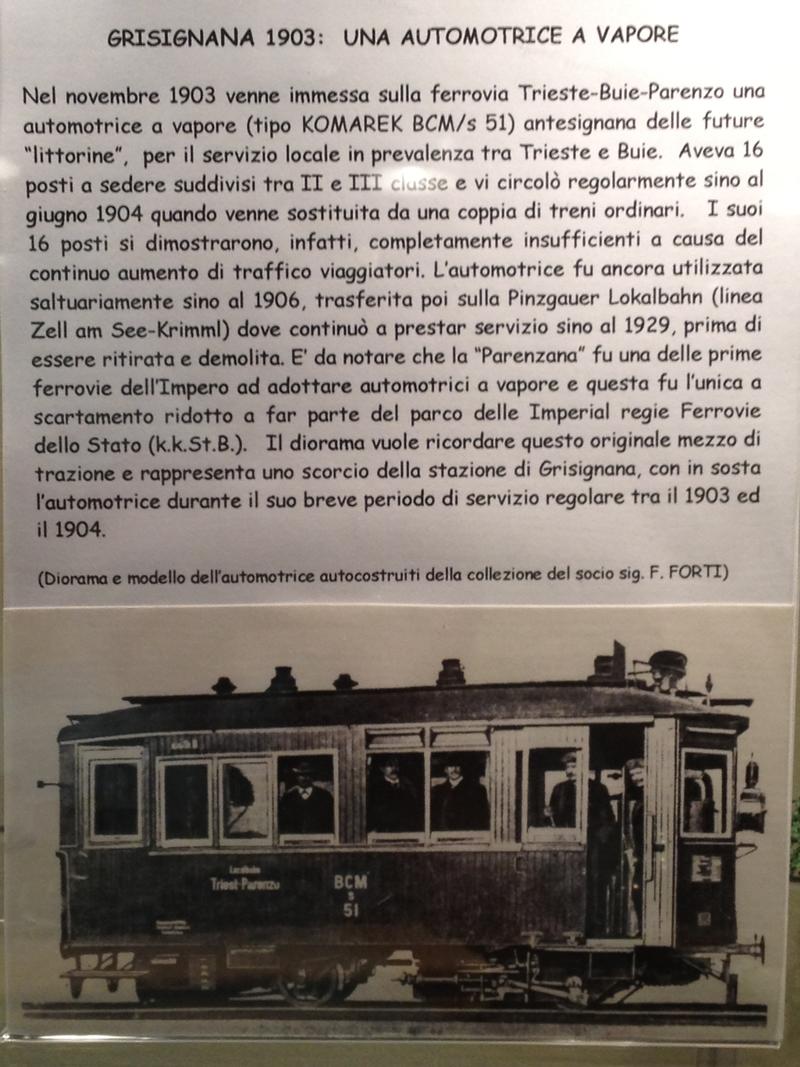 GRISIGNANA 1903: UNA AUTOMOTRICE A VAPORE
Nel novembre 1903 venne immessa sulla ferrovia Trieste-Buie-Parenzo una
automotrice a vapore (tipo KOMAREK BCM/s 51) antesignana delle future
"littorine", per il servizio locale in prevalenza tra Trieste e Buie. Aveva 16
posti a sedere suddivisi tra II e III classe e vi circolò regolarmente sino al
giugno 1904 quando venne sostituita da una coppia di treni ordinari. I suoi
16 posti si dimostrarono, infatti, completamente insufficienti a causa del
continuo aumento di traffico viaggiatori. L'automotrice fu ancora utilizzata
saltuariamente sino al 1906, trasferita poi sulla Pinzgauer Lokalbahn (linea
Zell am See-Krimml) dove continuò a prestar servizio sino al 1929, prima di
essere ritirata e demolita. E' da notare che la "Parenzana" fu una delle prime
ferrovie dell'Impero ad adottare automotrici a vapore e questa fu l'unica a
scartamento ridotto a far parte del parco delle Imperial regie Ferrovie
dello Stato (k.k.St.B.). Il diorama vuole ricordare questo originale mezzo di
trazione e rappresenta uno scorcio della stazione di Grisignana, con in sosta
l'automotrice durante il suo breve periodo di servizio regolare tra il 1903 ed
il 1904.
(Diorama e modello dell'automotrice autocostruiti della collezione del socio sig. F. FORTI)
Triest-Parenzo
BCM
s
51